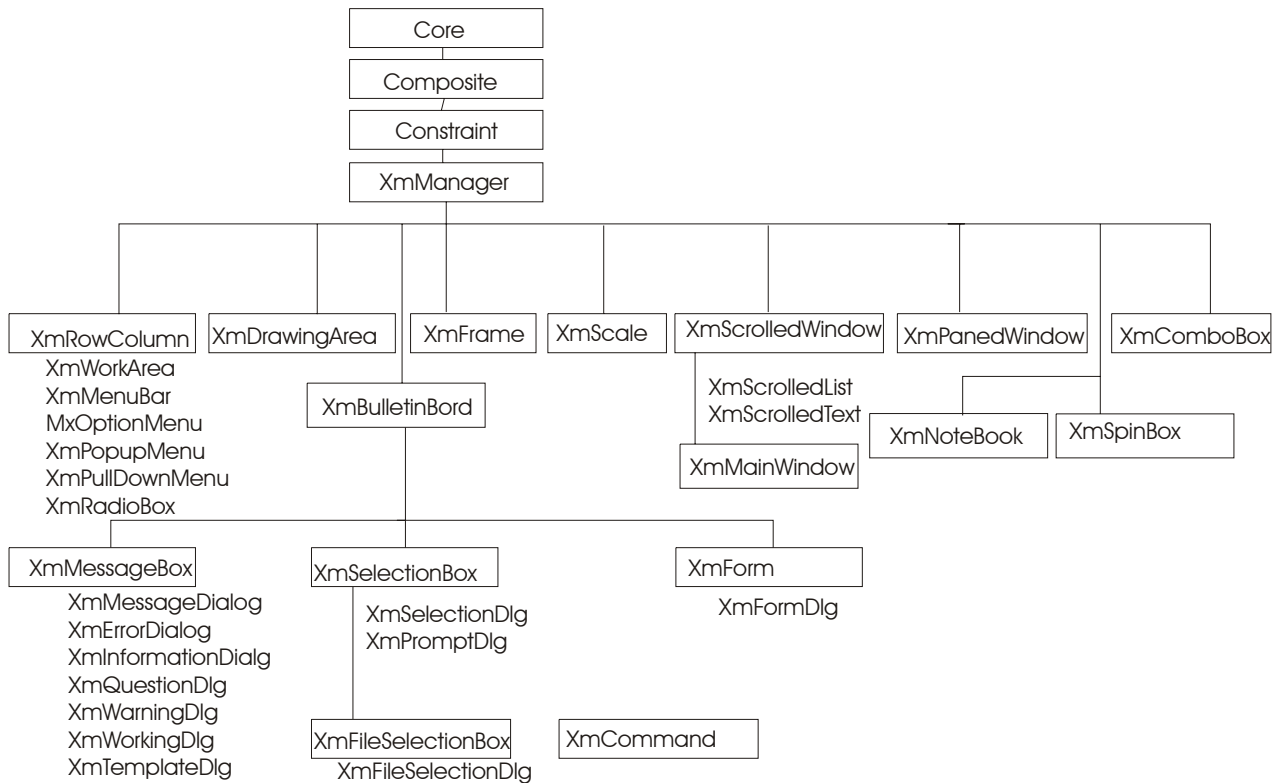 Core
Composite
Constraint
XmManager
XmRowColumn
XmWorkArea
XmMenuBar
MxOptionMenu
XmPopupMenu
XmPullDownMenu
XmRadioBox
XmDrawingArea
XmBulletinBord
XmFrame
XmScale
XmScrolledWindow
XmScrolledList
XmScrolledText
XmMainWindow
XmPanedWindow
XmNoteBook
XmSpinBox
XmComboBox
XmMessageBox
XmMessageDialog
XmErrorDialog
XmInformationDialg
XmQuestionDlg
XmWarningDlg
XmWorkingDlg
XmTemplateDlg
XmSelectionBox
XmSelectionDlg
XmPromptDlg
XmFileSelectionBox
XmFileSelectionDlg
XmForm
XmFormDlg
XmCommand